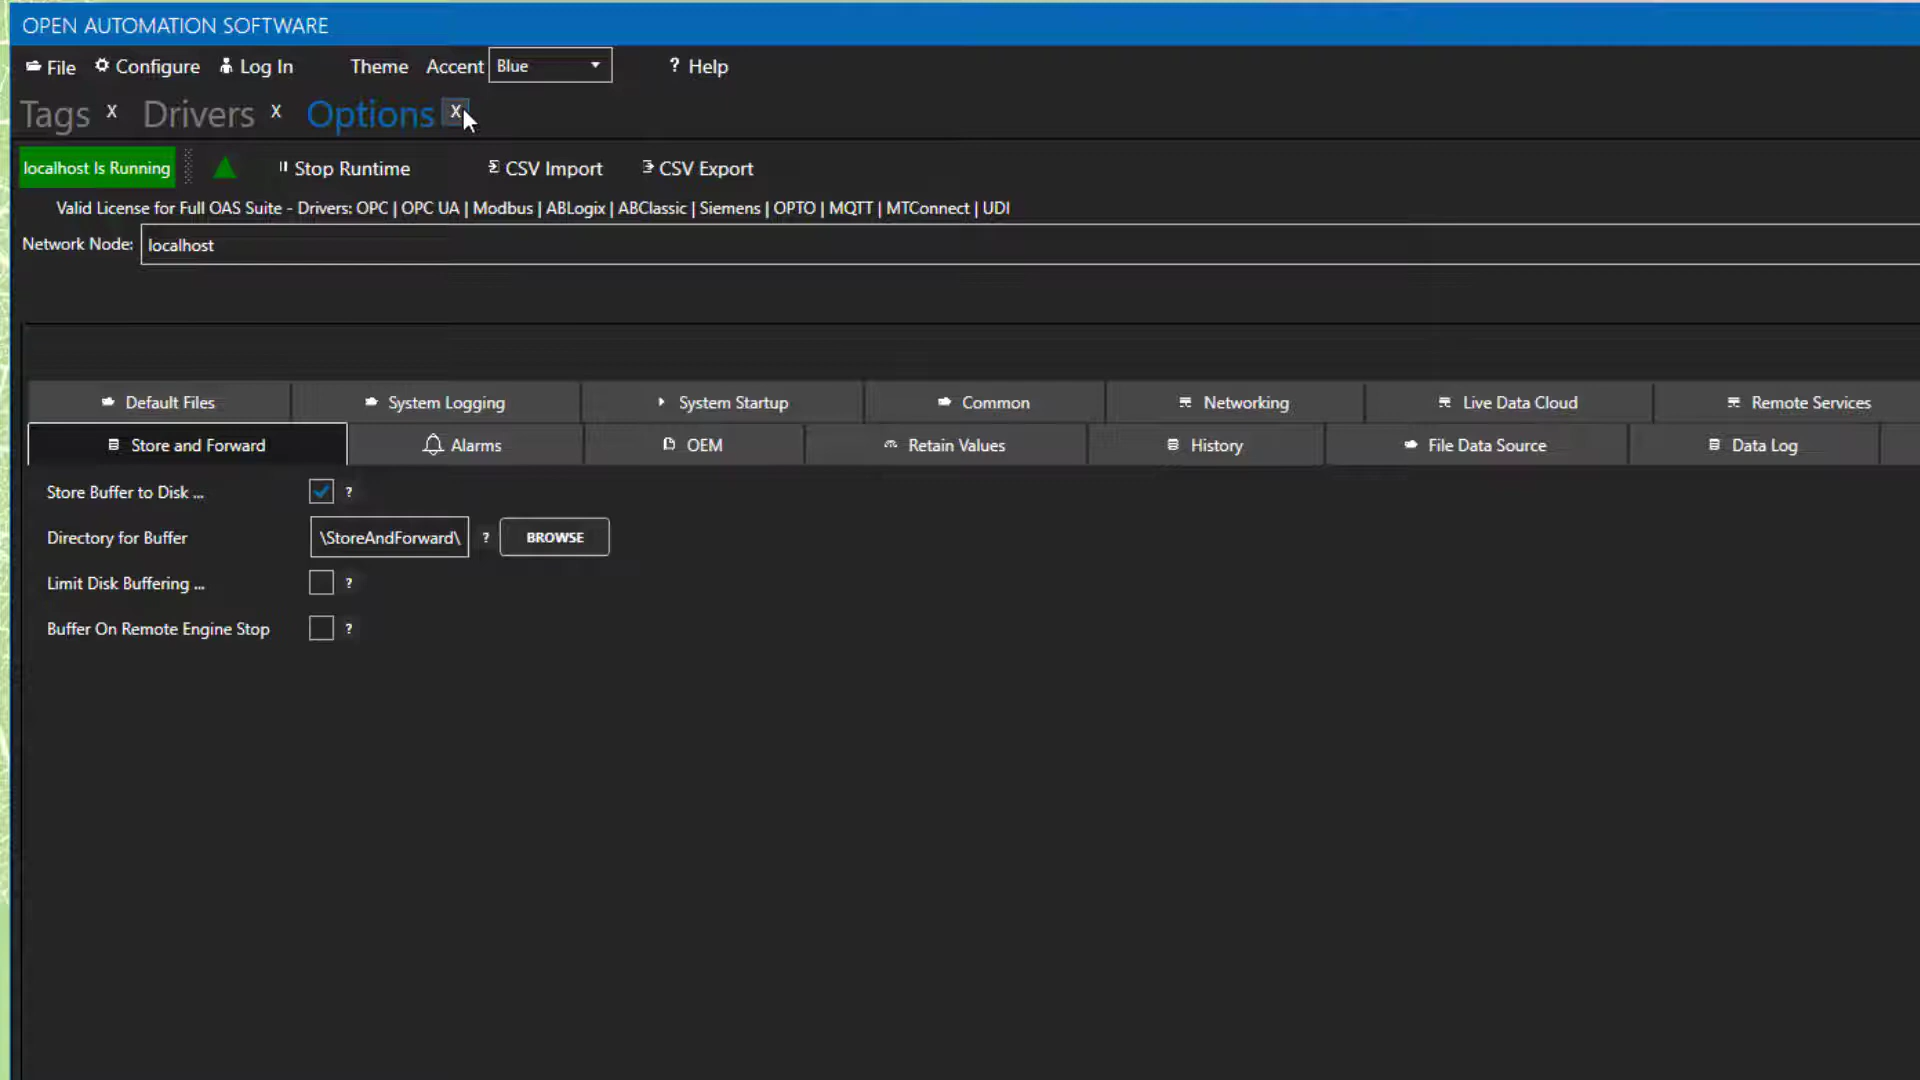 OPEN AUTOMATION SOFTWARE
File Configure Log In Theme Accent Blue ? Help
Tags X Drivers X Options X
localhost Is Running Stop Runtime CSV Import CSV Export
Valid License for Full OAS Suite - Drivers: OPC | OPC UA | Modbus | ABLogix | ABClassic | Siemens | OPTO | MQTT | MTConnect | UDI
Network Node: localhost
Default Files System Logging System Startup Common Networking Live Data Cloud Remote Services
Store and Forward Alarms OEM Retain Values History File Data Source Data Log
Store Buffer to Disk ... ?
Directory for Buffer \StoreAndForward\ ? BROWSE
Limit Disk Buffering ... ?
Buffer On Remote Engine Stop ?